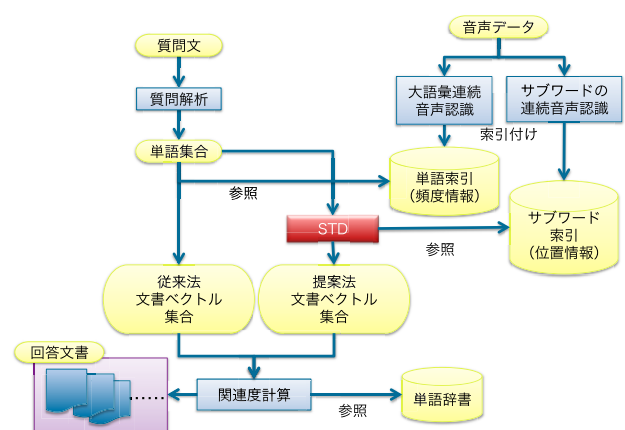 質問文
音声データ
質問解析
大語彙連続
音声認識
サブワードの
連続音声認識
索引付け
単語集合
単語索引
（頻度情報）
参照
STD
参照
サブワード
索引
（位置情報）
従来法
文書ベクトル
集合
提案法
文書ベクトル
集合
回答文書
……
関連度計算
参照
単語辞書